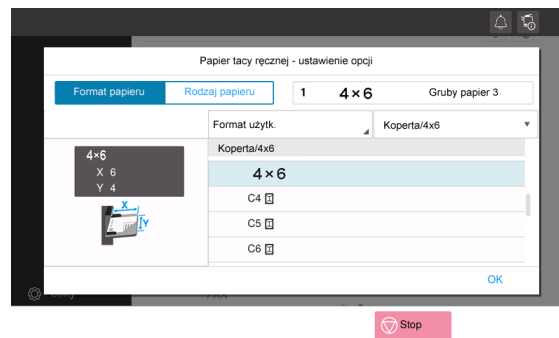 Papier tacy ręcznej - ustawienie opcji
Format papieru Rodzaj papieru 1 4×6 Gruby papier 3
Format użytk. Koperta/4x6
Koperta/4x6
4×6
X 6
Y 4
X
Y
4×6
C4
C5
C6
OK
Stop